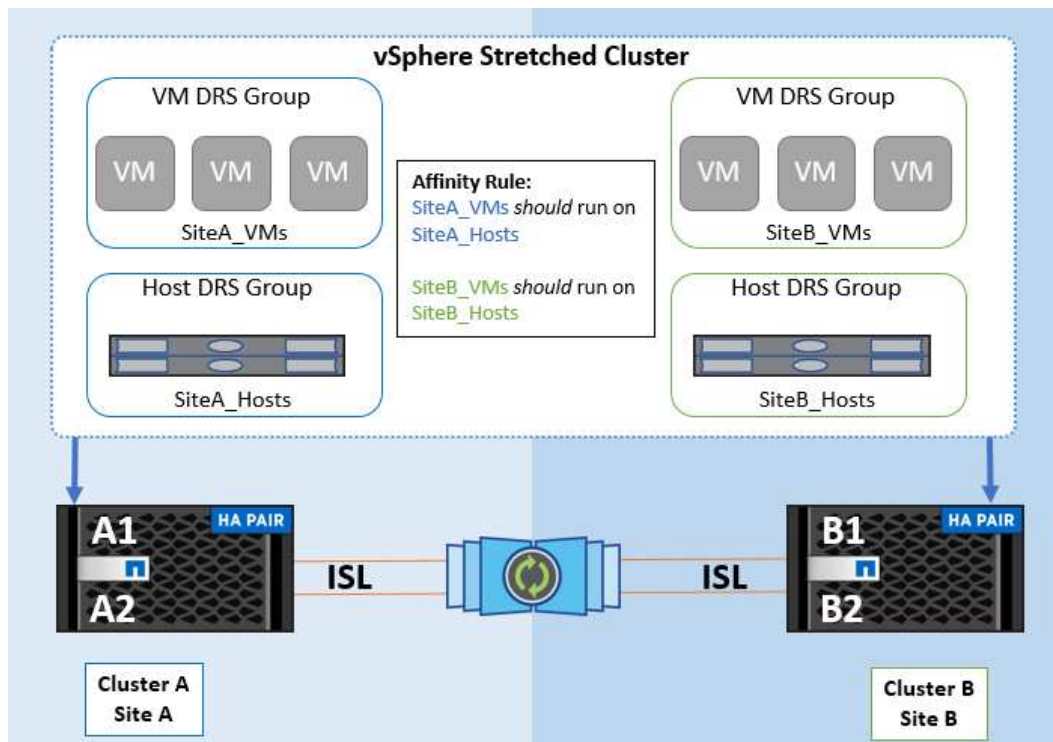 vSphere Stretched Cluster
VM DRS Group
VM VM VM
SiteA_VMs
Host DRS Group
SiteA_Hosts
Affinity Rule:
SiteA_VMs should run on
SiteA_Hosts
SiteB_VMs should run on
SiteB_Hosts
VM DRS Group
VM VM VM
SiteB_VMs
Host DRS Group
SiteB_Hosts
A1
HA PAIR
A2
ISL
ISL
B1
HA PAIR
B2
Cluster A
Site A
Cluster B
Site B